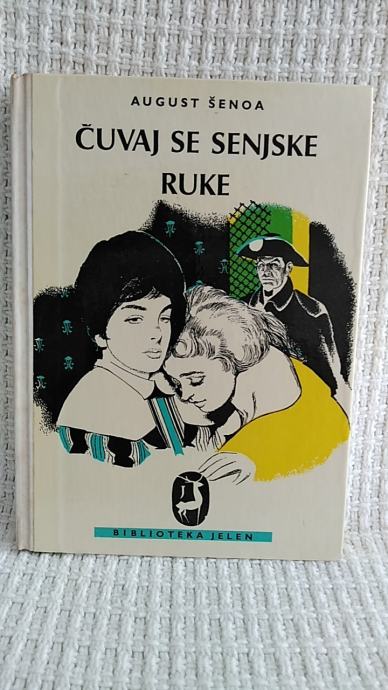 AUGUST ŠENOA
ČUVAJ SE SENJSKE
RUKE
BIBLIOTEKA JELEN